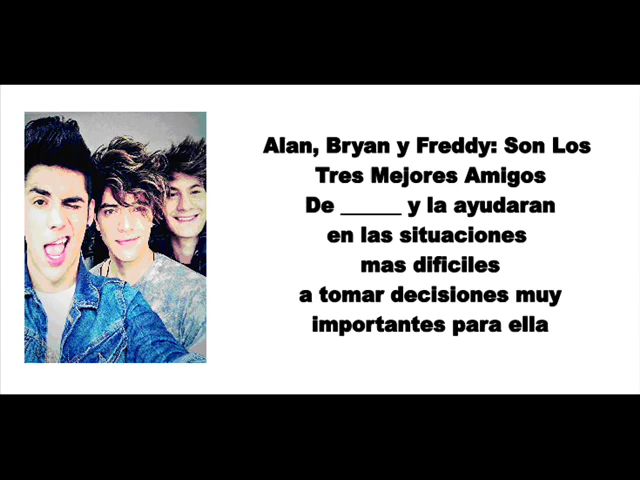 Alan, Bryan y Freddy: Son Los
Tres Mejores Amigos
De ______ y la ayudaran
en las situaciones
mas dificiles
a tomar decisiones muy
importantes para ella